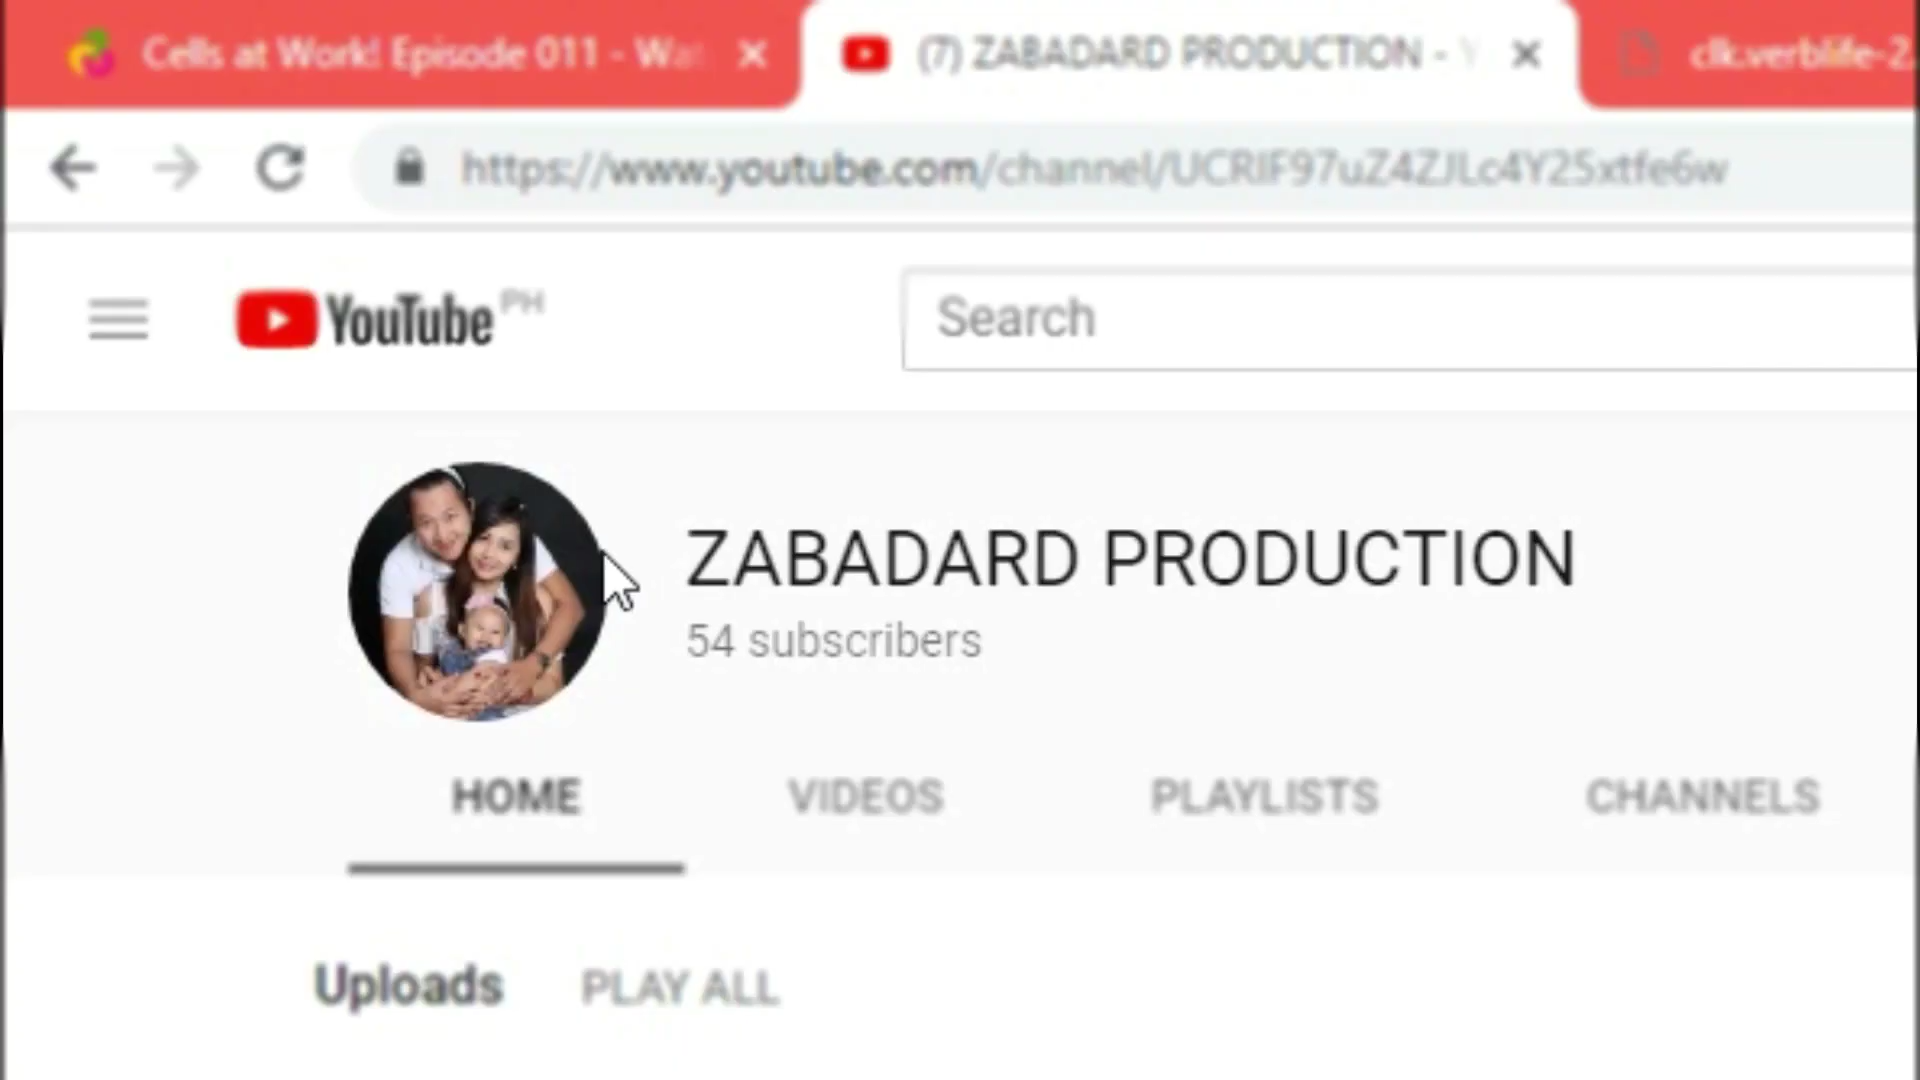 Cells at Work! Episode 011 - Wat
(7) ZABADARD PRODUCTION - Y
clk.verblife-2.
https://www.youtube.com/channel/UCRIF97uZ4ZJLc4Y25xtfe6w
YouTube PH
Search
ZABADARD PRODUCTION
54 subscribers
HOME
VIDEOS
PLAYLISTS
CHANNELS
Uploads
PLAY ALL